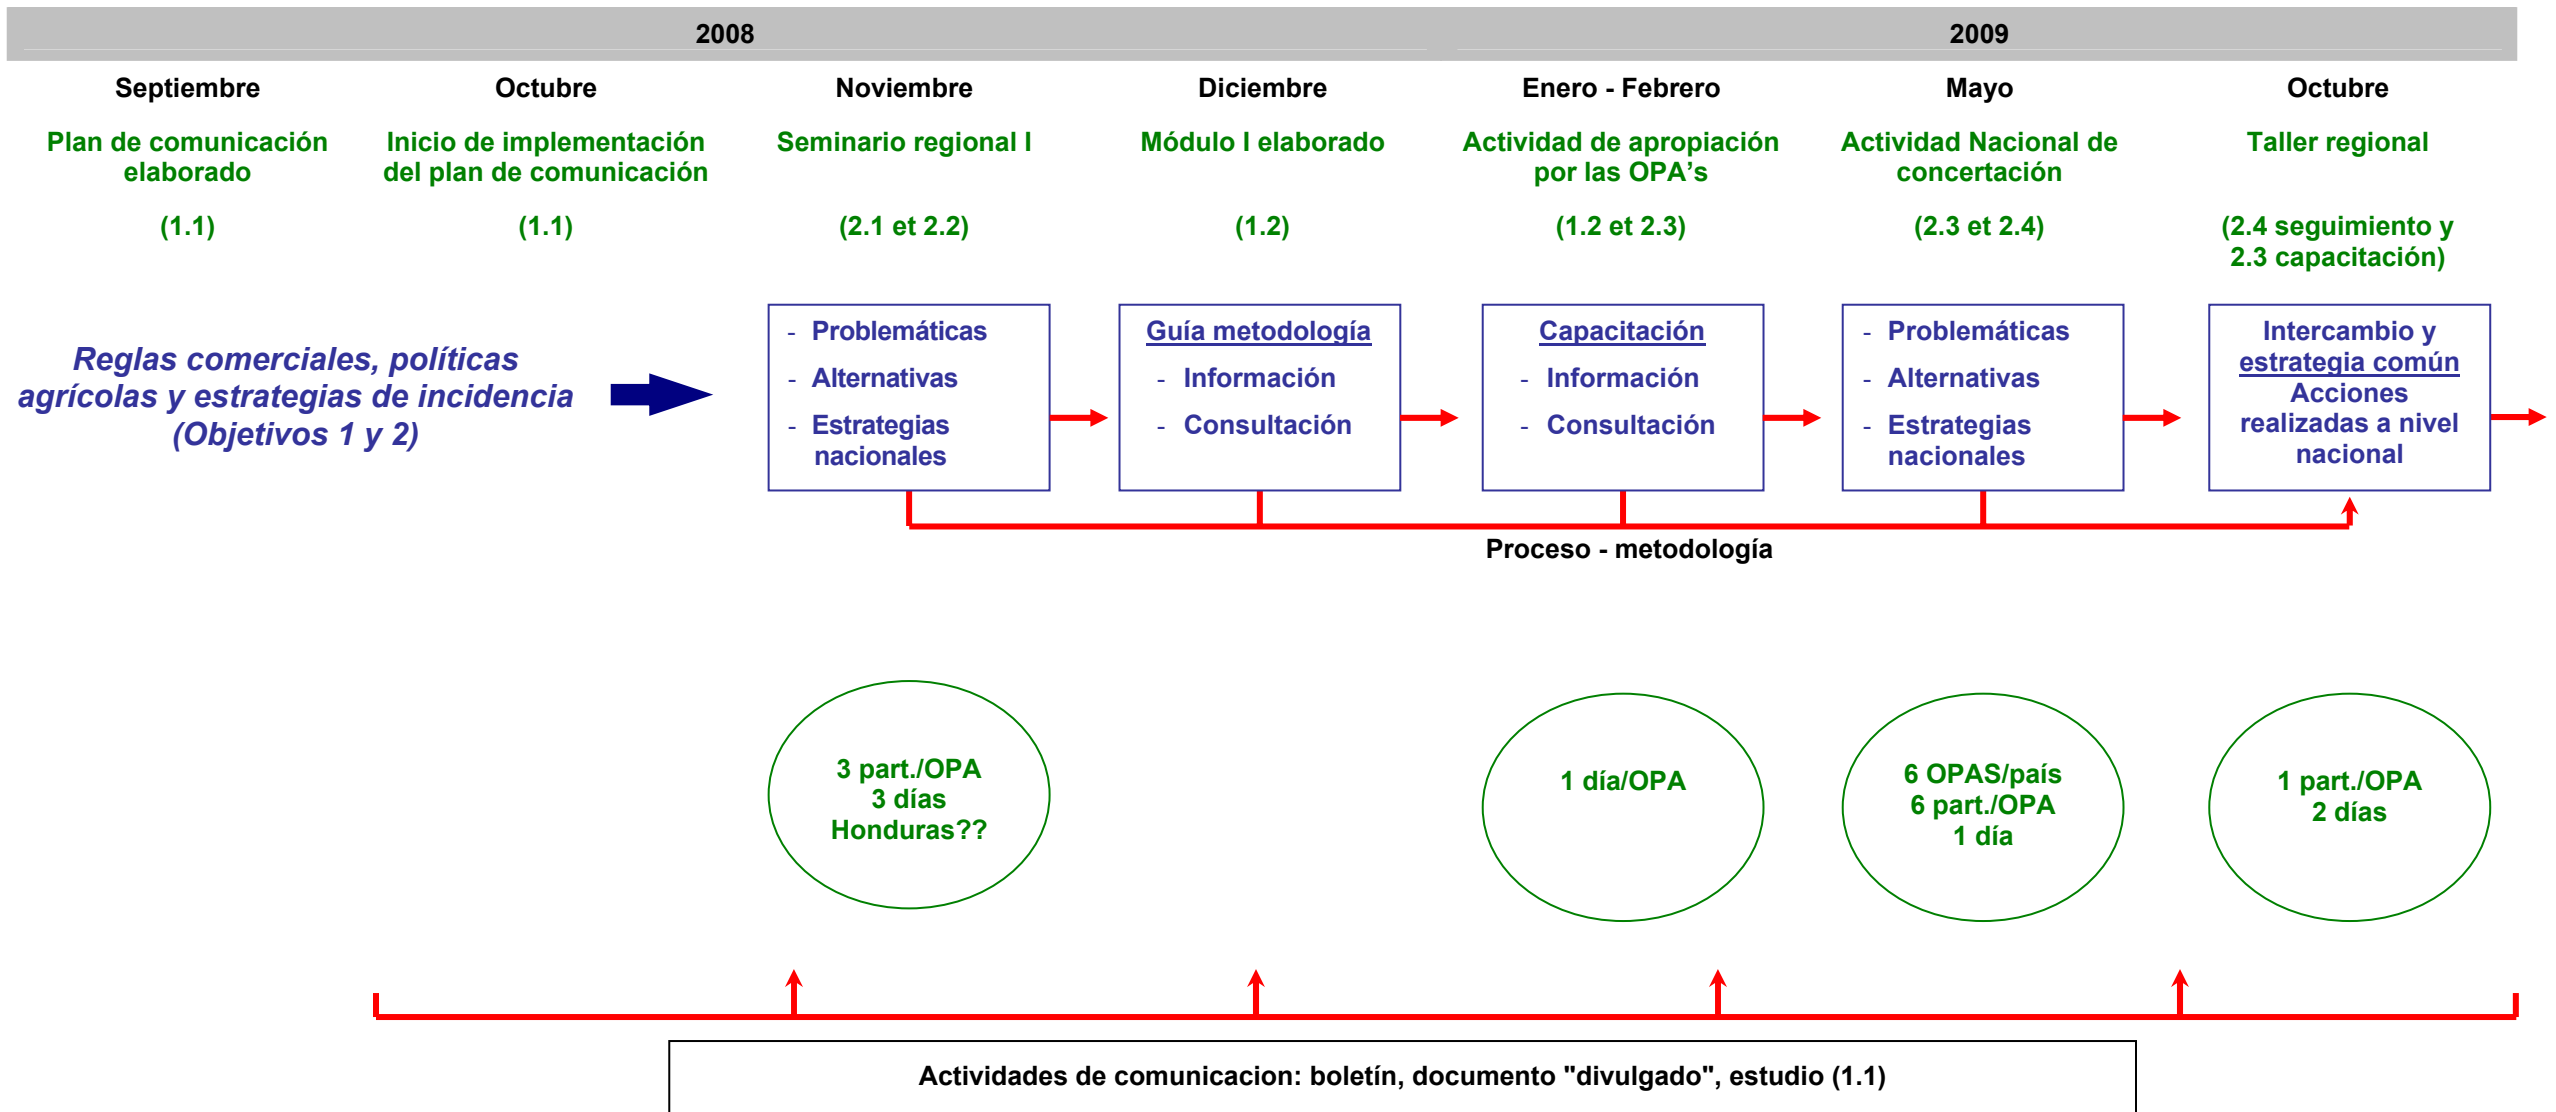 2008
2009
Septiembre
Octubre
Noviembre
Diciembre
Enero - Febrero
Mayo
Octubre
Plan de comunicación
elaborado
(1.1)
Inicio de implementación
del plan de comunicación
(1.1)
Seminario regional I
(2.1 et 2.2)
Módulo I elaborado
(1.2)
Actividad de apropiación
por las OPA’s
(1.2 et 2.3)
Actividad Nacional de
concertación
(2.3 et 2.4)
Taller regional
(2.4 seguimiento y
2.3 capacitación)
Reglas comerciales, políticas
agrícolas y estrategias de incidencia
(Objetivos 1 y 2)
- Problemáticas
- Alternativas
- Estrategias
nacionales
Guía metodología
- Información
- Consultación
Capacitación
- Información
- Consultación
- Problemáticas
- Alternativas
- Estrategias
nacionales
Intercambio y
estrategia común
Acciones
realizadas a nivel
nacional
Proceso - metodología
3 part./OPA
3 días
Honduras??
1 día/OPA
6 OPAS/país
6 part./OPA
1 día
1 part./OPA
2 días
Actividades de comunicacion: boletín, documento "divulgado", estudio (1.1)